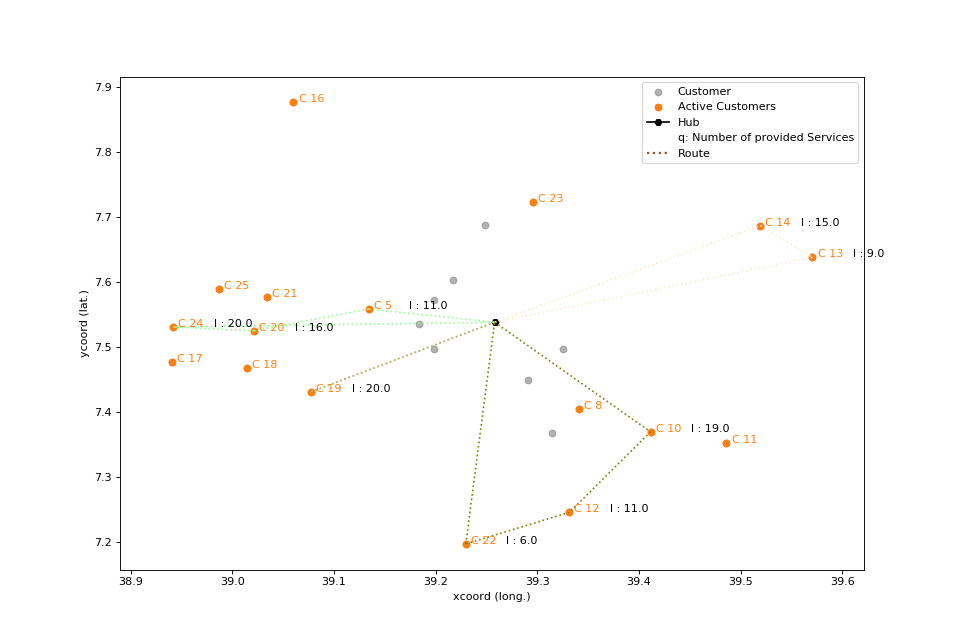 7.9
7.8
7.7
7.6
7.5
7.4
7.3
7.2
ycoord (lat.)
38.9 39.0 39.1 39.2 39.3 39.4 39.5 39.6
xcoord (long.)
Customer
Active Customers
Hub
q: Number of provided Services
Route
C 16
C 23
C 14 l : 15.0
C 13 l : 9.0
C 25
C 21
C 5 l : 11.0
C 24 l : 20.0
C 20 l : 16.0
C 17
C 18
C 19 l : 20.0
C 8
C 10 l : 19.0
C 11
C 12 l : 11.0
C 22 l : 6.0